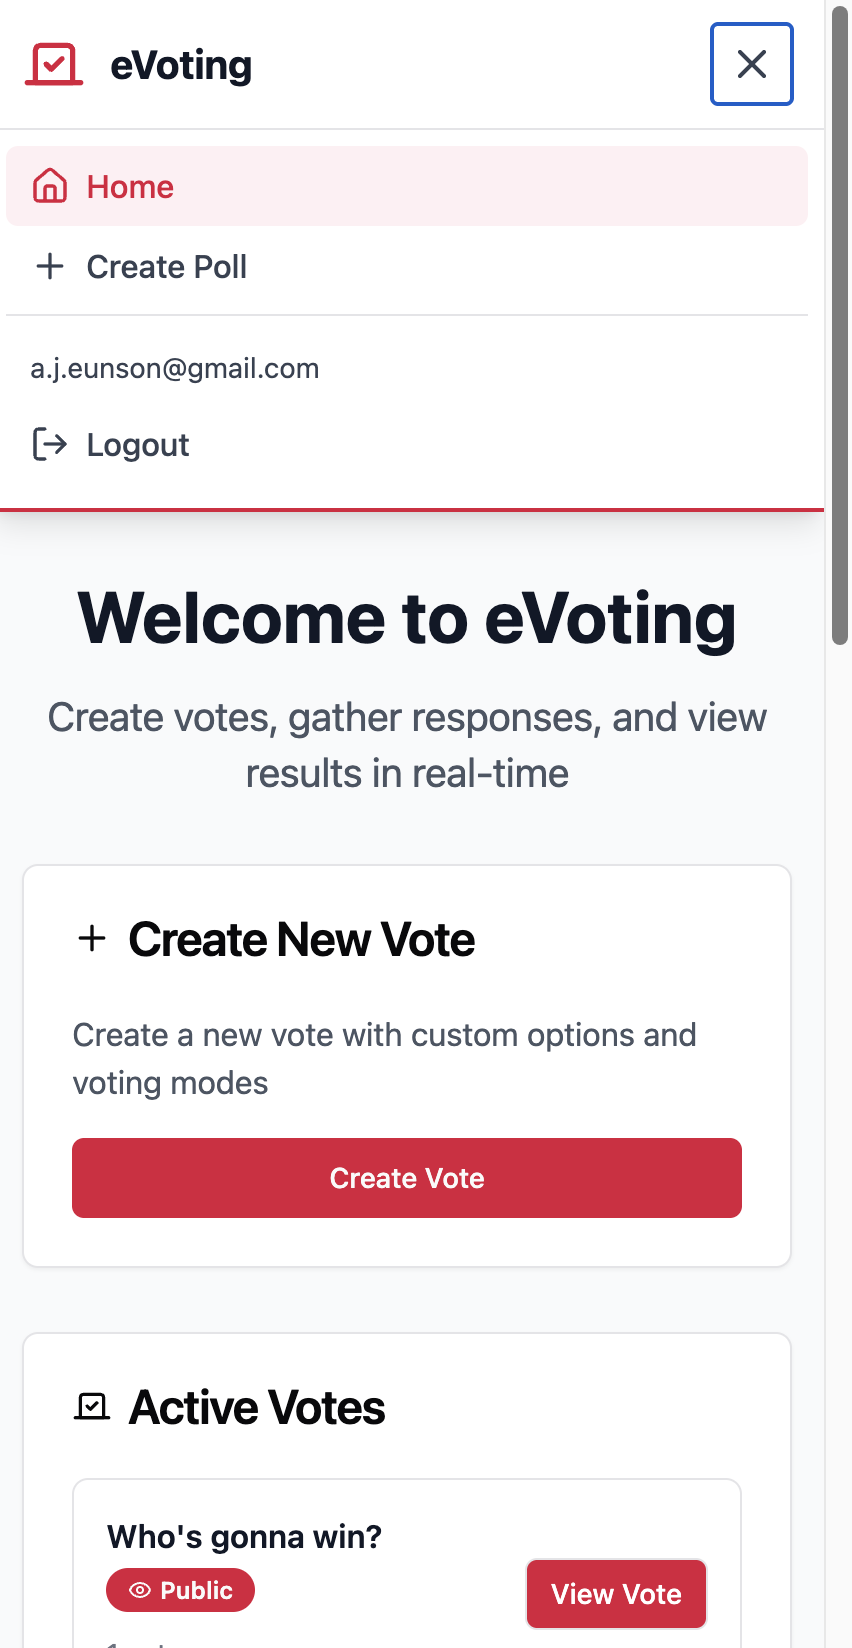 eVoting
Home
Create Poll
a.j.eunson@gmail.com
Logout
Welcome to eVoting
Create votes, gather responses, and view
results in real-time
Create New Vote
Create a new vote with custom options and
voting modes
Create Vote
Active Votes
Who's gonna win?
Public
View Vote